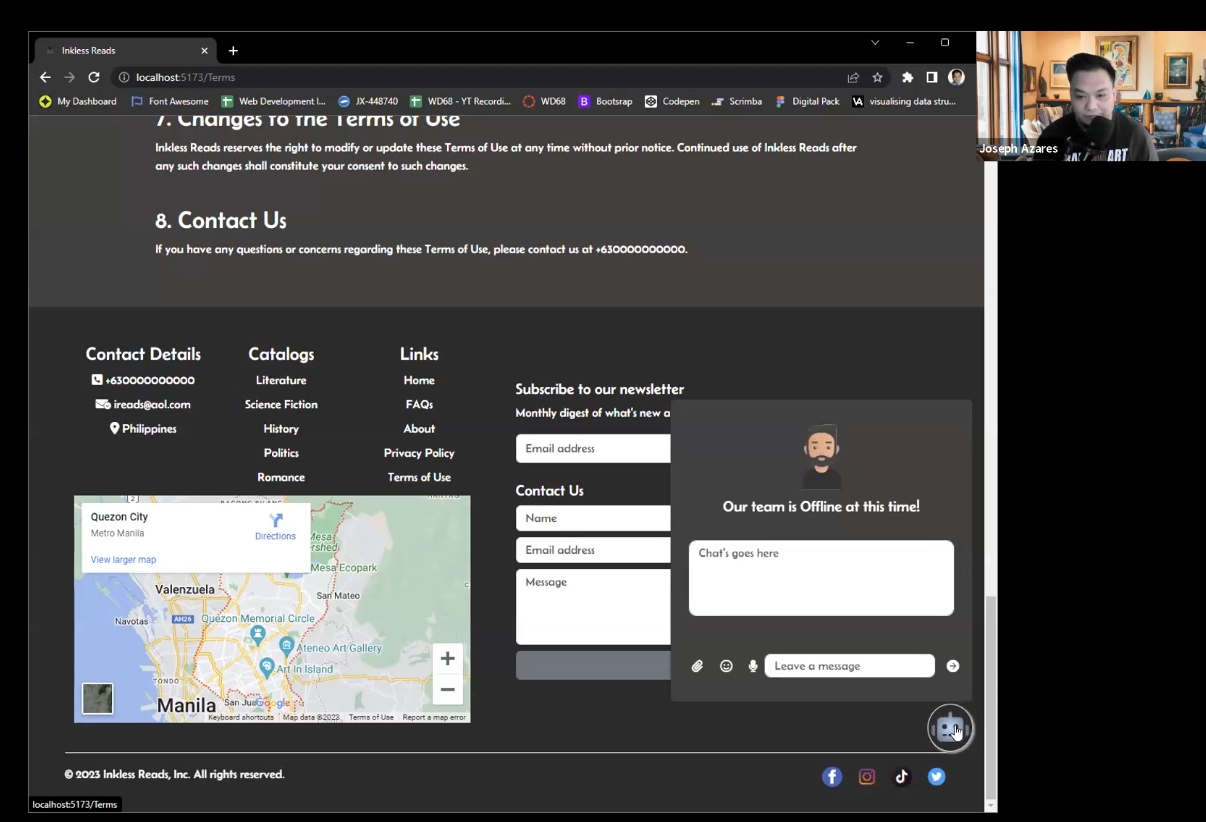 Inkless Reads
localhost:5173/Terms
My Dashboard
Font Awesome
Web Development I...
JX-448740
WD68 - YT Recordi...
WD68
Bootsrap
Codepen
Scrimba
Digital Pack
visualising data stru...
Joseph Azares
7. Changes to the Terms of Use
Inkless Reads reserves the right to modify or update these Terms of Use at any time without prior notice. Continued use of Inkless Reads after
any such changes shall constitute your consent to such changes.
8. Contact Us
If you have any questions or concerns regarding these Terms of Use, please contact us at +630000000000.
Contact Details
+630000000000
ireads@aol.com
Philippines
Catalogs
Literature
Science Fiction
History
Politics
Romance
Links
Home
FAQs
About
Privacy Policy
Terms of Use
Subscribe to our newsletter
Monthly digest of what's new a
Email address
Contact Us
Name
Email address
Message
Our team is Offline at this time!
Chat's goes here
Leave a message
Quezon City
Metro Manila
Directions
View larger map
Mesa Ecopark
Valenzuela
San Mateo
Navotas
AH26
Quezon Memorial Circle
Ateneo Art Gallery
Art In Island
TONDO
Manila
San Jua
Google
Keyboard shortcuts
Map data ©2023
Terms of Use
Report a map error
© 2023 Inkless Reads, Inc. All rights reserved.
localhost:5173/Terms